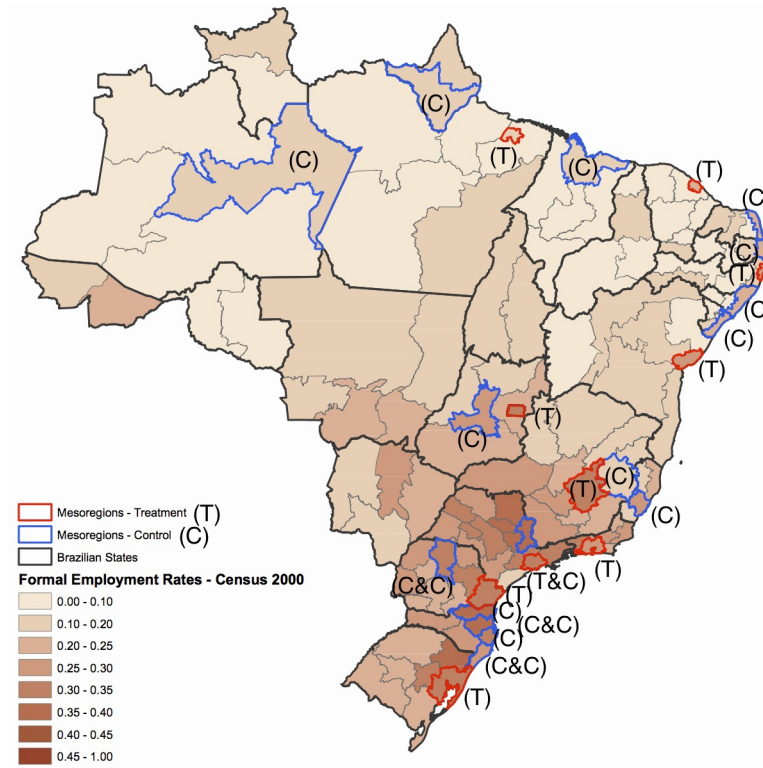 (C)
(C)
(T)
(C)
(T)
(C
(C)
(T)
(C
(C)
(T)
(T)
(C)
(C)
(T)
(C)
(T)
(T&C)
(C&C)
(T)
(C)
(C&C)
(C)
(C&C)
(T)
Mesoregions - Treatment (T)
Mesoregions - Control (C)
Brazilian States
Formal Employment Rates - Census 2000
0.00 - 0.10
0.10 - 0.20
0.20 - 0.25
0.25 - 0.30
0.30 - 0.35
0.35 - 0.40
0.40 - 0.45
0.45 - 1.00